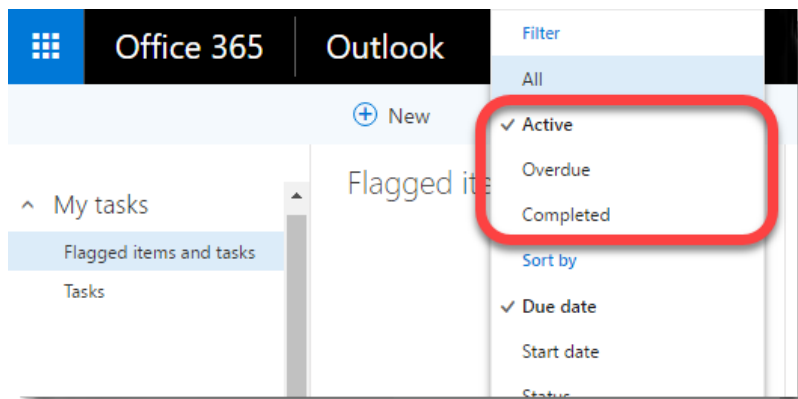 Office 365
Outlook
New
My tasks
Flagged items and tasks
Tasks
Flagged
Filter
All
Active
Overdue
Completed
Sort by
Due date
Start date
Status